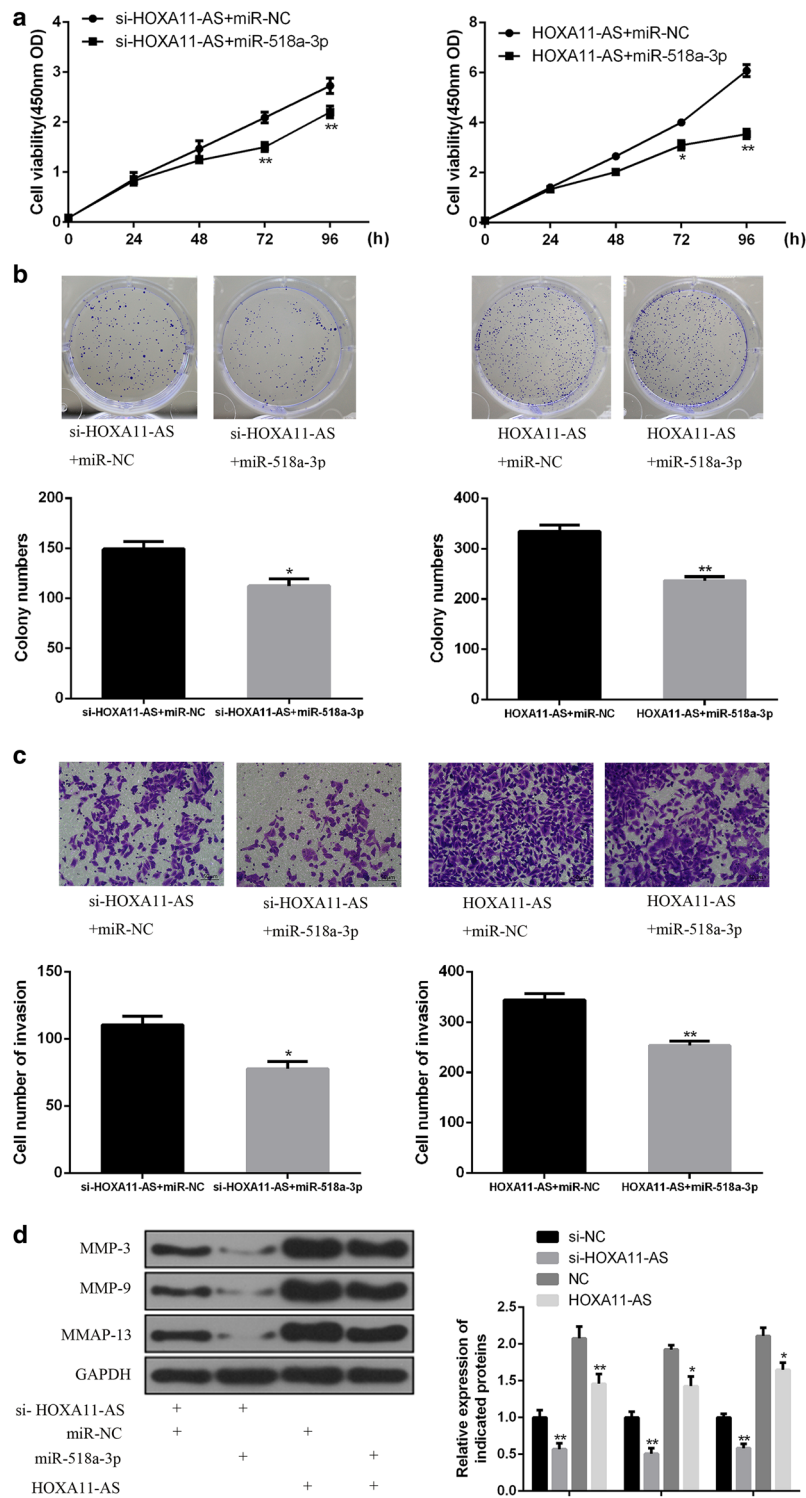 a
si-HOXA11-AS+miR-NC
si-HOXA11-AS+miR-518a-3p
Cell viability(450nm OD)
4
3
2
1
0
**
**
0 24 48 72 96 (h)
HOXA11-AS+miR-NC
HOXA11-AS+miR-518a-3p
Cell viability(450nm OD)
8
6
4
2
0
*
**
0 24 48 72 96 (h)
b
si-HOXA11-AS
+miR-NC
si-HOXA11-AS
+miR-518a-3p
HOXA11-AS
+miR-NC
HOXA11-AS
+miR-518a-3p
Colony numbers
200
150
100
50
0
*
si-HOXA11-AS+miR-NC si-HOXA11-AS+miR-518a-3p
Colony numbers
400
300
200
100
0
**
HOXA11-AS+miR-NC HOXA11-AS+miR-518a-3p
c
si-HOXA11-AS
+miR-NC
si-HOXA11-AS
+miR-518a-3p
HOXA11-AS
+miR-NC
HOXA11-AS
+miR-518a-3p
Cell number of invasion
150
100
50
0
*
si-HOXA11-AS+miR-NC si-HOXA11-AS+miR-518a-3p
Cell number of invasion
400
300
200
100
0
**
HOXA11-AS+miR-NC HOXA11-AS+miR-518a-3p
d
MMP-3
MMP-9
MMAP-13
GAPDH
si- HOXA11-AS + +
miR-NC + +
miR-518a-3p + +
HOXA11-AS + +
si-NC
si-HOXA11-AS
NC
HOXA11-AS
Relative expression of
indicated proteins
2.5
2.0
1.5
1.0
0.5
0.0
** **
** *
** *